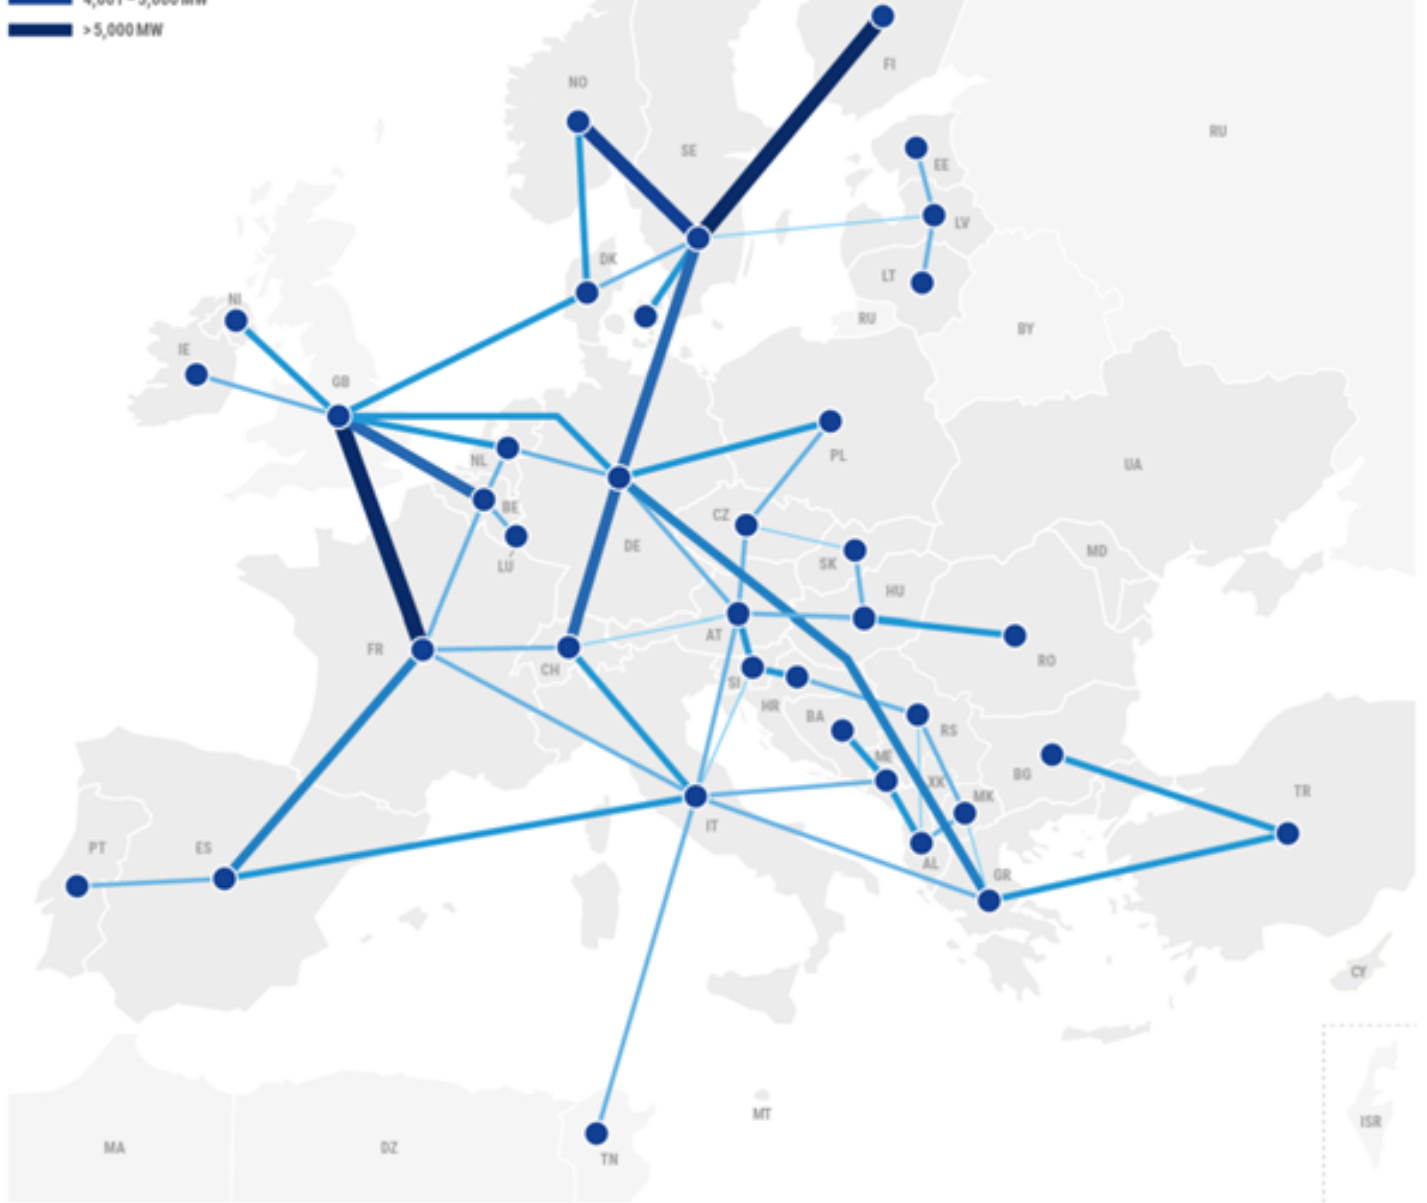 > 5,000 MW
FI
NO
RU
SE
EE
LV
DK
LT
NI
RU
BY
IE
GB
PL
NL
UA
BE
CZ
DE
MD
LU
SK
HU
AT
FR
CH
RO
SI
HR
BA
RS
ME
XK
BG
TR
MK
IT
PT
ES
AL
GR
CY
MT
ISR
MA
DZ
TN